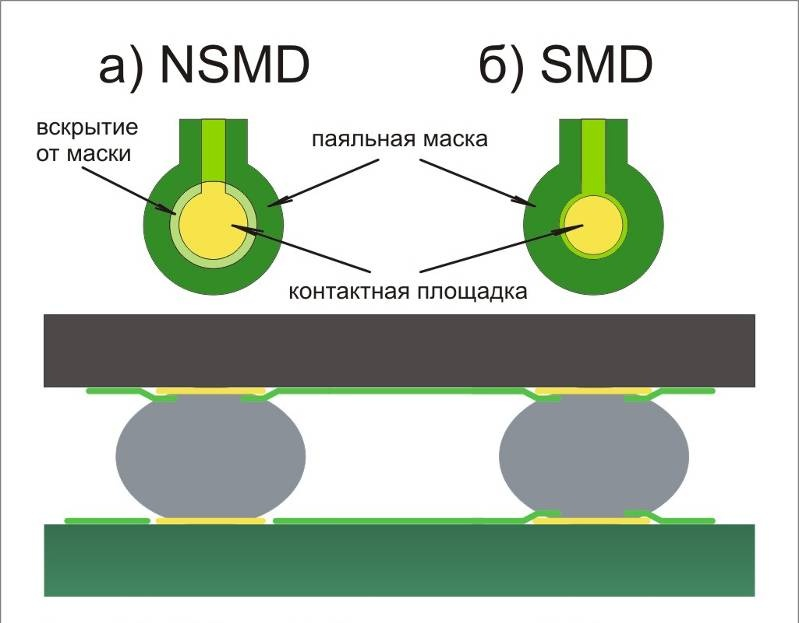 а) NSMD
б) SMD
вскрытие
от маски
паяльная маска
контактная площадка